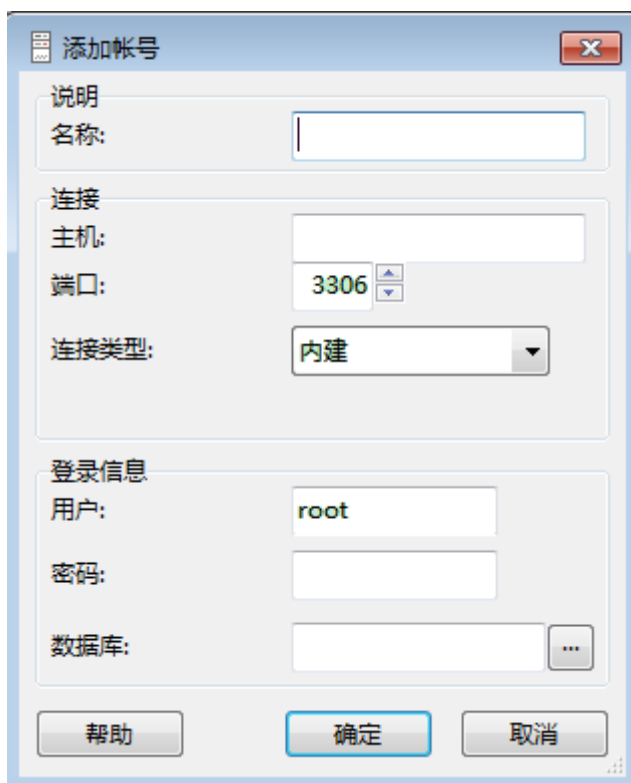 添加帐号
说明
名称:
连接
主机:
端口: 3306
连接类型: 内建
登录信息
用户: root
密码:
数据库: ...
帮助 确定 取消